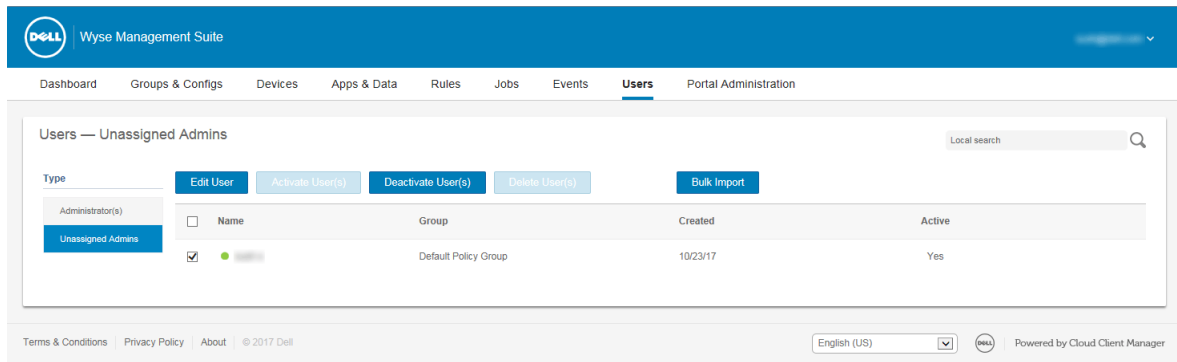 DELL Wyse Management Suite
Dashboard Groups & Configs Devices Apps & Data Rules Jobs Events Users Portal Administration
Users — Unassigned Admins
Local search
Type
Edit User Activate User(s) Deactivate User(s) Delete User(s) Bulk Import
Administrator(s)
Unassigned Admins
Name Group Created Active
Default Policy Group 10/23/17 Yes
Terms & Conditions Privacy Policy About © 2017 Dell English (US) DELL Powered by Cloud Client Manager